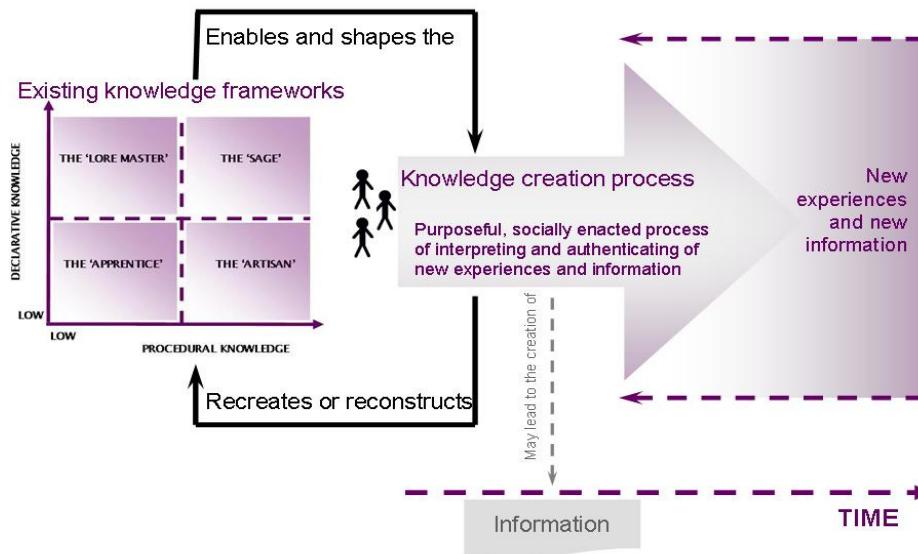 Enables and shapes the
Existing knowledge frameworks
DECLARATIVE KNOWLEDGE
THE 'LORE MASTER'
THE 'SAGE'
THE 'APPRENTICE'
THE 'ARTISAN'
LOW
LOW
PROCEDURAL KNOWLEDGE
Knowledge creation process
Purposeful, socially enacted process
of interpreting and authenticating of
new experiences and information
New
experiences
and new
information
Recreates or reconstructs
May lead to the creation of
TIME
Information